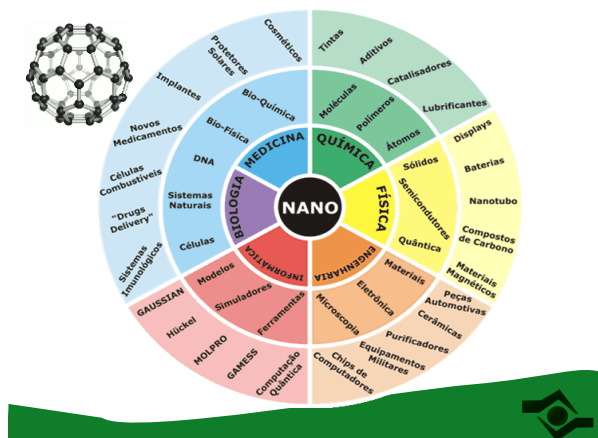 NANO
MEDICINA
QUÍMICA
FÍSICA
ENGENHARIA
INFORMÁTICA
BIOLOGIA
Bio-Química
Bio-Física
DNA
Sistemas
Naturais
Células
Moléculas
Polímeros
Átomos
Sólidos
Semicondutores
Quântica
Materiais
Eletrônica
Microscopia
Modelos
Simuladores
Ferramentas
Cosméticos
Protetores
Solares
Implantes
Novos
Medicamentos
Células
Combustíveis
"Drugs
Delivery"
Sistemas
Imunológicos
Tintas
Aditivos
Catalisadores
Lubrificantes
Displays
Baterias
Nanotubo
Compostos
de Carbono
Materiais
Magnéticos
Peças
Automotivas
Cerâmicas
Purificadores
Equipamentos
Militares
Chips de
Computadores
GAUSSIAN
Hückel
MOLPRO
GAMESS
Computação
Quântica